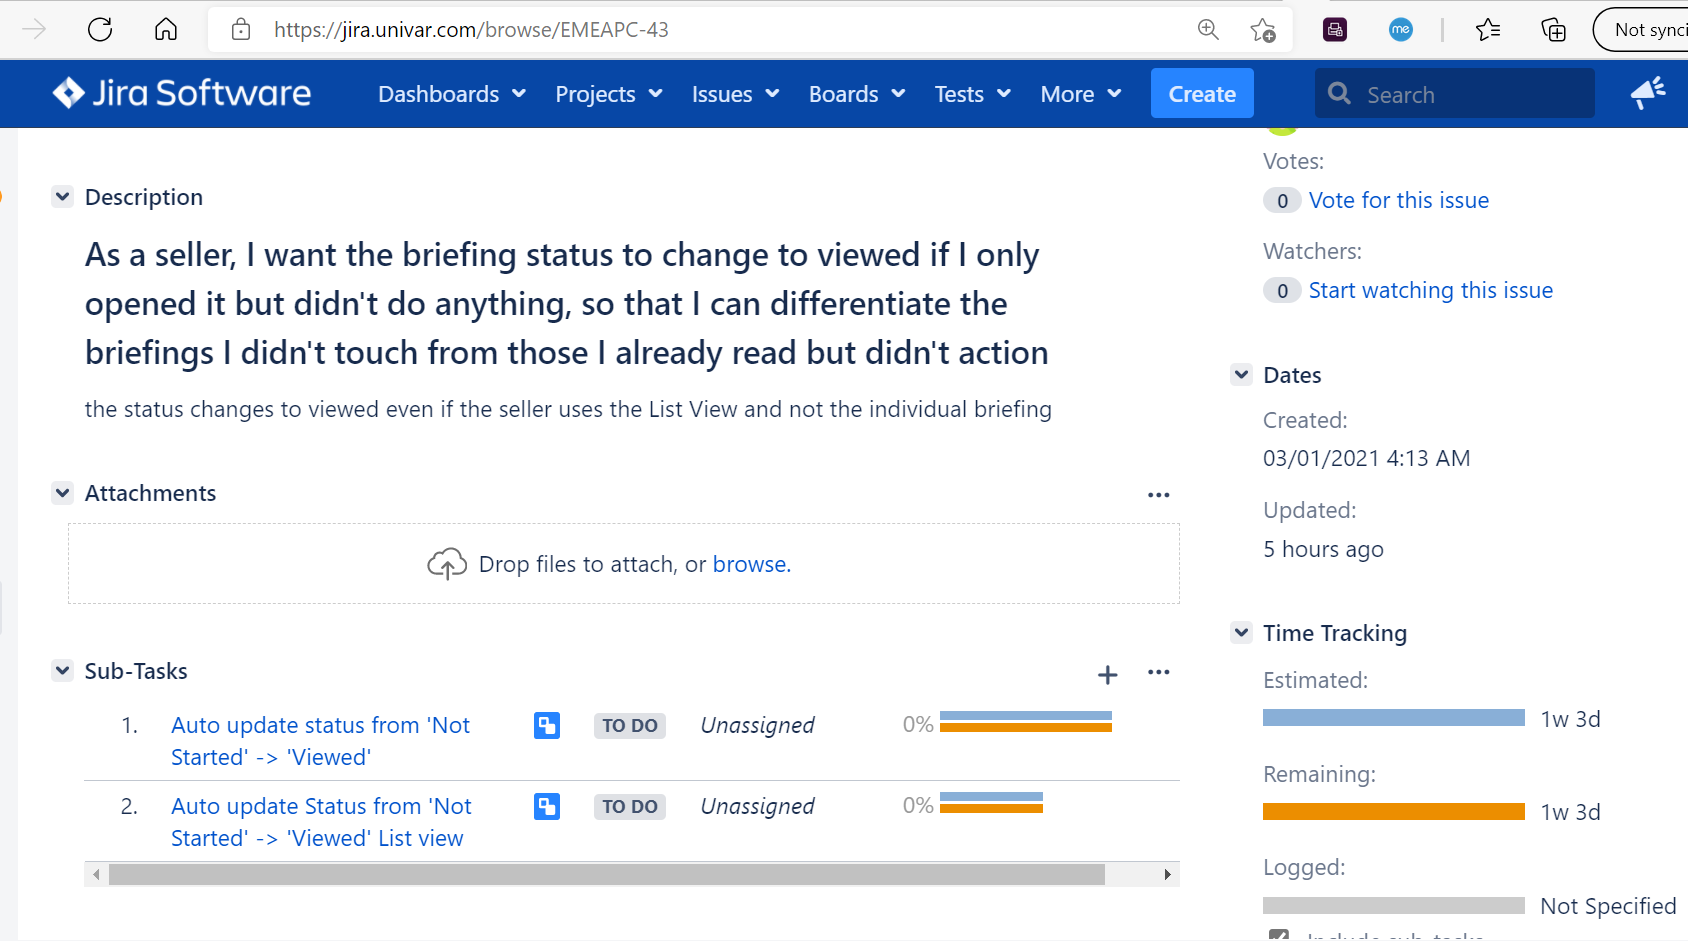 https://jira.univar.com/browse/EMEAPC-43
me
Not synci
Jira Software
Dashboards
Projects
Issues
Boards
Tests
More
Create
Search
Description
As a seller, I want the briefing status to change to viewed if I only
opened it but didn't do anything, so that I can differentiate the
briefings I didn't touch from those I already read but didn't action
the status changes to viewed even if the seller uses the List View and not the individual briefing
Attachments
Drop files to attach, or browse.
Sub-Tasks
1. Auto update status from 'Not
Started' -> 'Viewed'
TO DO
Unassigned
0%
2. Auto update Status from 'Not
Started' -> 'Viewed' List view
TO DO
Unassigned
0%
Votes:
0 Vote for this issue
Watchers:
0 Start watching this issue
Dates
Created:
03/01/2021 4:13 AM
Updated:
5 hours ago
Time Tracking
Estimated:
1w 3d
Remaining:
1w 3d
Logged:
Not Specified
Include sub-tasks